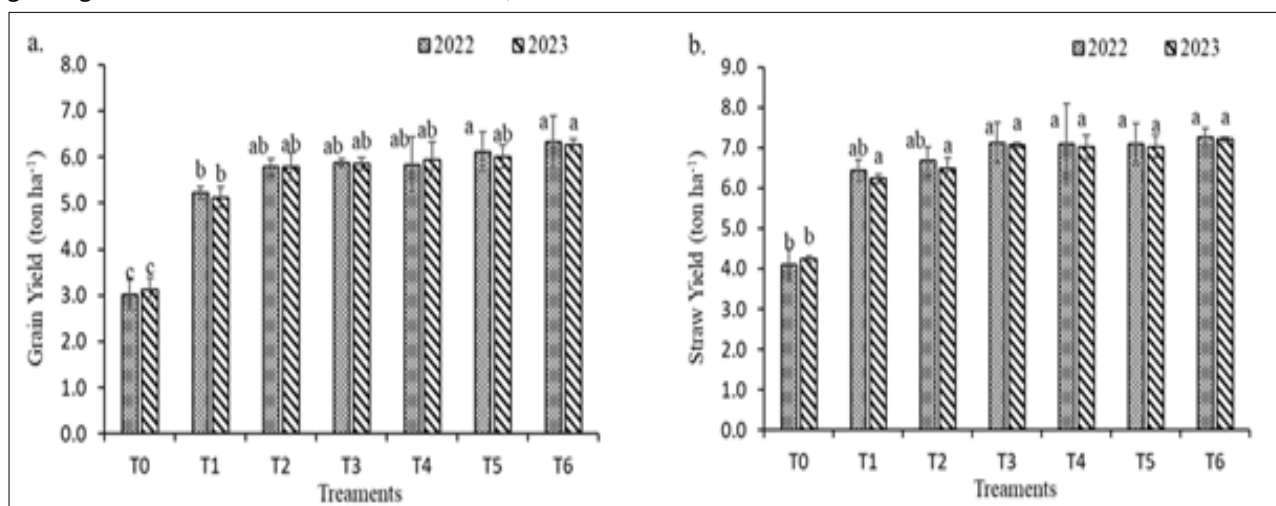 a.
2022 2023
8.0
7.0
6.0
5.0
4.0
3.0
2.0
1.0
0.0
Grain Yield (ton ha⁻¹)
c c
b b
ab ab
ab ab
ab ab
a ab
a a
T0 T1 T2 T3 T4 T5 T6
Treaments
b.
2022 2023
9.0
8.0
7.0
6.0
5.0
4.0
3.0
2.0
1.0
0.0
Straw Yield (ton ha⁻¹)
b b
ab a
ab a
a a
a a
a a
a a
T0 T1 T2 T3 T4 T5 T6
Treaments